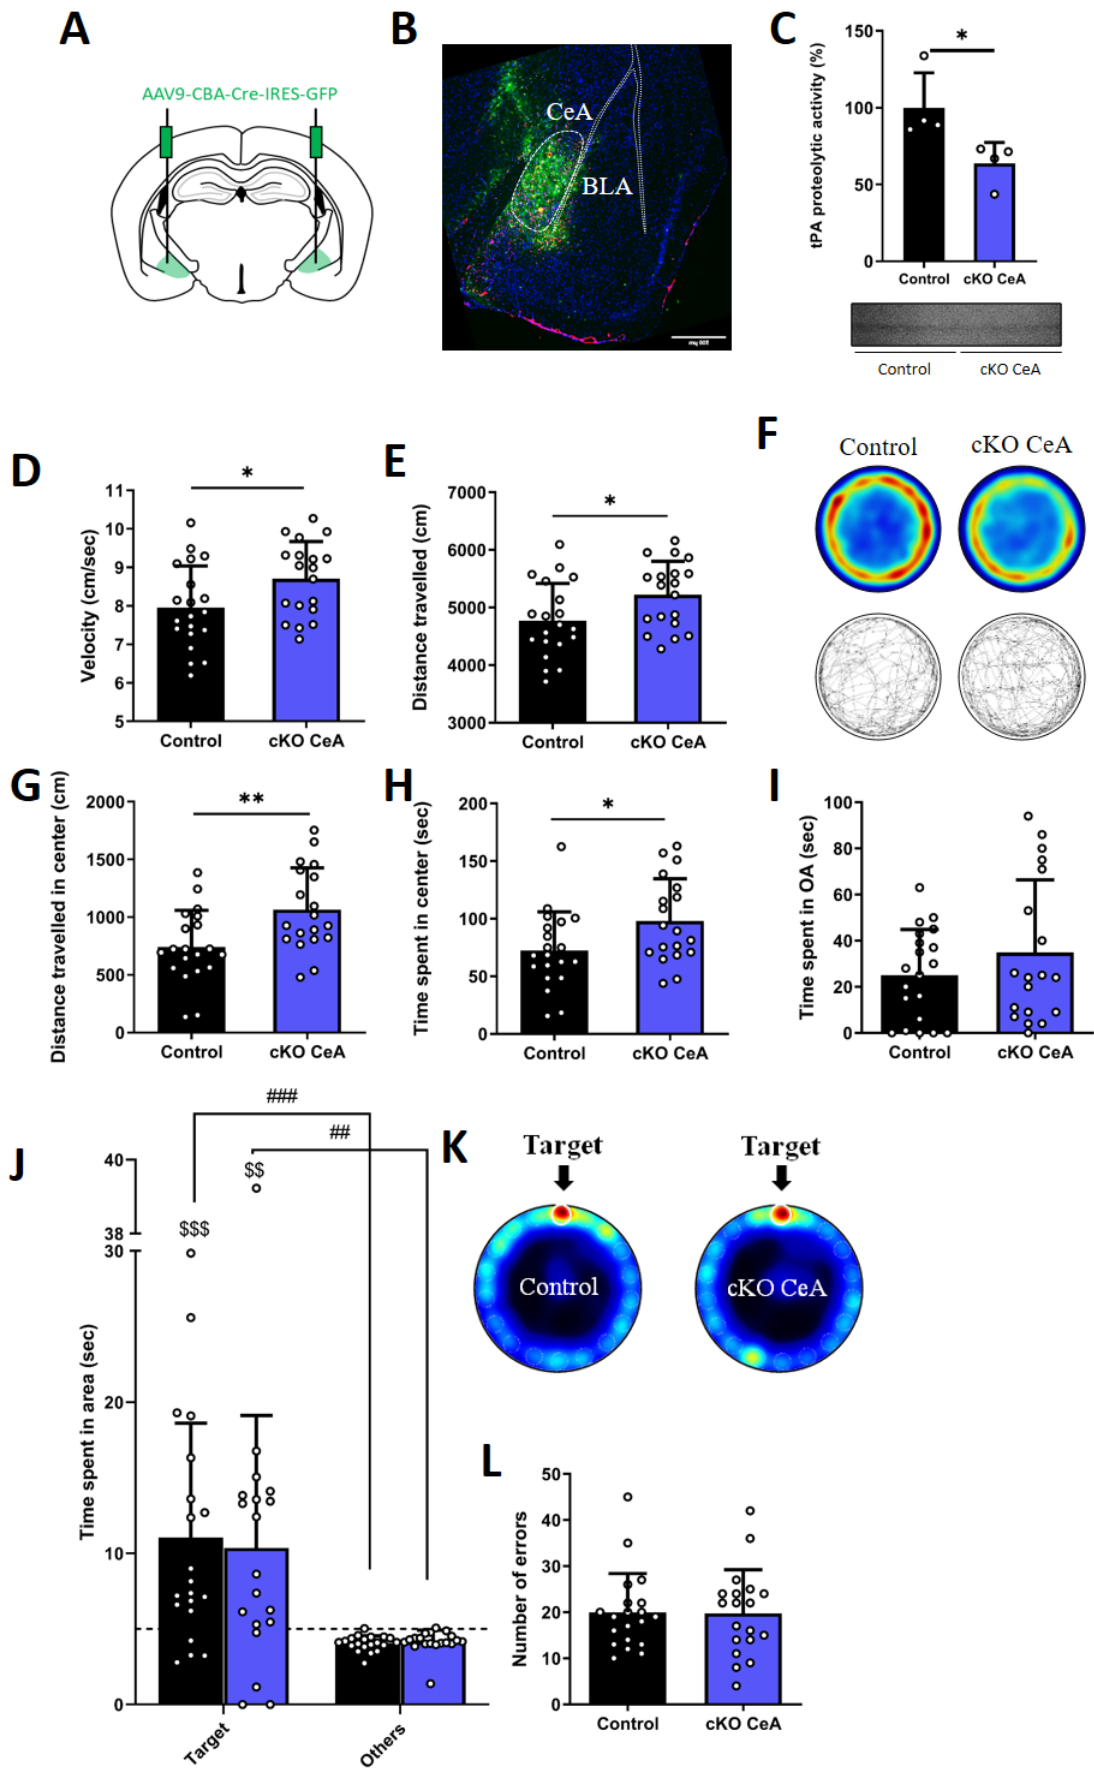 A
B
C
AAV9-CBA-Cre-IRES-GFP
CeA
BLA
500 µm
tPA proteolytic activity (%)
150
100
50
0
*
Control
cKO CeA
Control
cKO CeA
D
Velocity (cm/sec)
11
10
9
8
7
6
5
*
Control
cKO CeA
E
Distance travelled (cm)
7000
6000
5000
4000
3000
*
Control
cKO CeA
F
Control
cKO CeA
G
Distance travelled in center (cm)
2000
1500
1000
500
0
**
Control
cKO CeA
H
Time spent in center (sec)
200
150
100
50
0
*
Control
cKO CeA
I
Time spent in OA (sec)
100
80
60
40
20
0
Control
cKO CeA
J
Time spent in area (sec)
40
38
30
20
10
0
###
##
$$
$$$
Target
Others
K
Target
Target
Control
cKO CeA
L
Number of errors
50
40
30
20
10
0
Control
cKO CeA